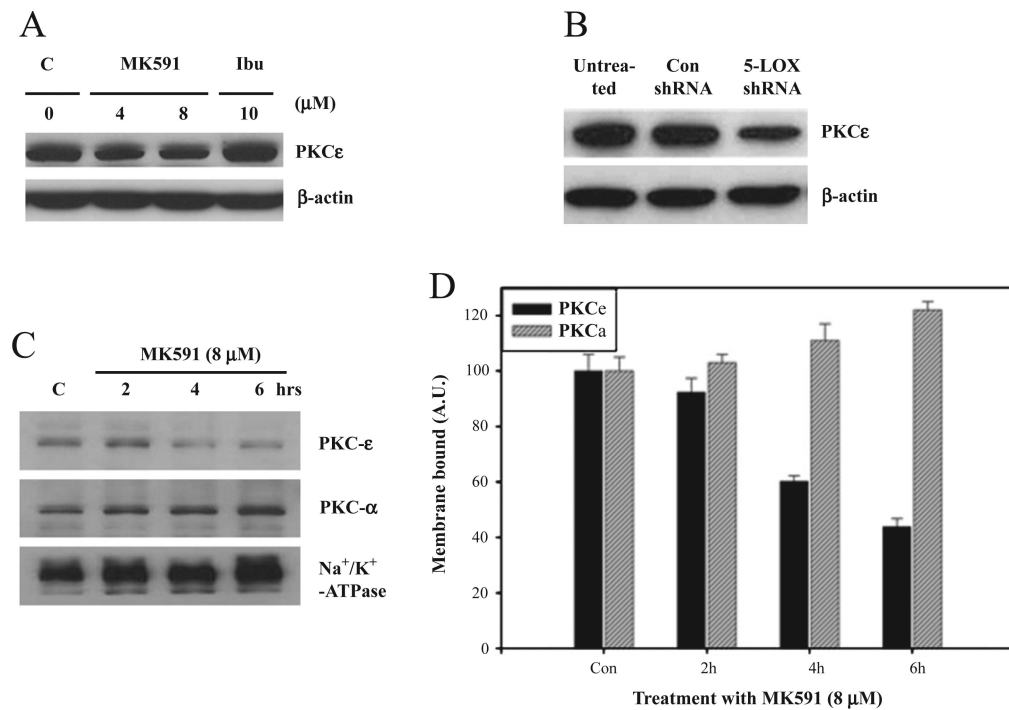 A
C MK591 Ibu
0 4 8 10 (μM)
PKCε
β-actin
B
Untrea-
ted
Con
shRNA
5-LOX
shRNA
PKCε
β-actin
C
MK591 (8 μM)
C 2 4 6 hrs
PKC-ε
PKC-α
Na⁺/K⁺
-ATPase
D
PKCe
PKCa
Membrane bound (A.U.)
120
100
80
60
40
20
0
Con 2h 4h 6h
Treatment with MK591 (8 μM)